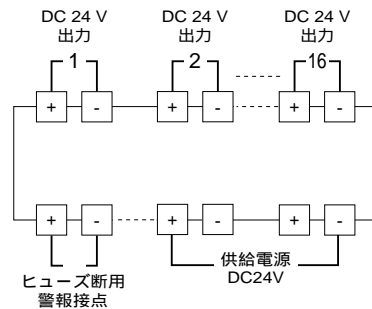 DC 24 V
出力
DC 24 V
出力
DC 24 V
出力
1
2
16
+ - + - + -
+ - + - + -
ヒューズ断用
警報接点
供給電源
DC24V